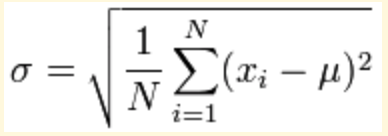 σ = √(1/N ∑_{i=1}^{N} (x_i − μ)²)